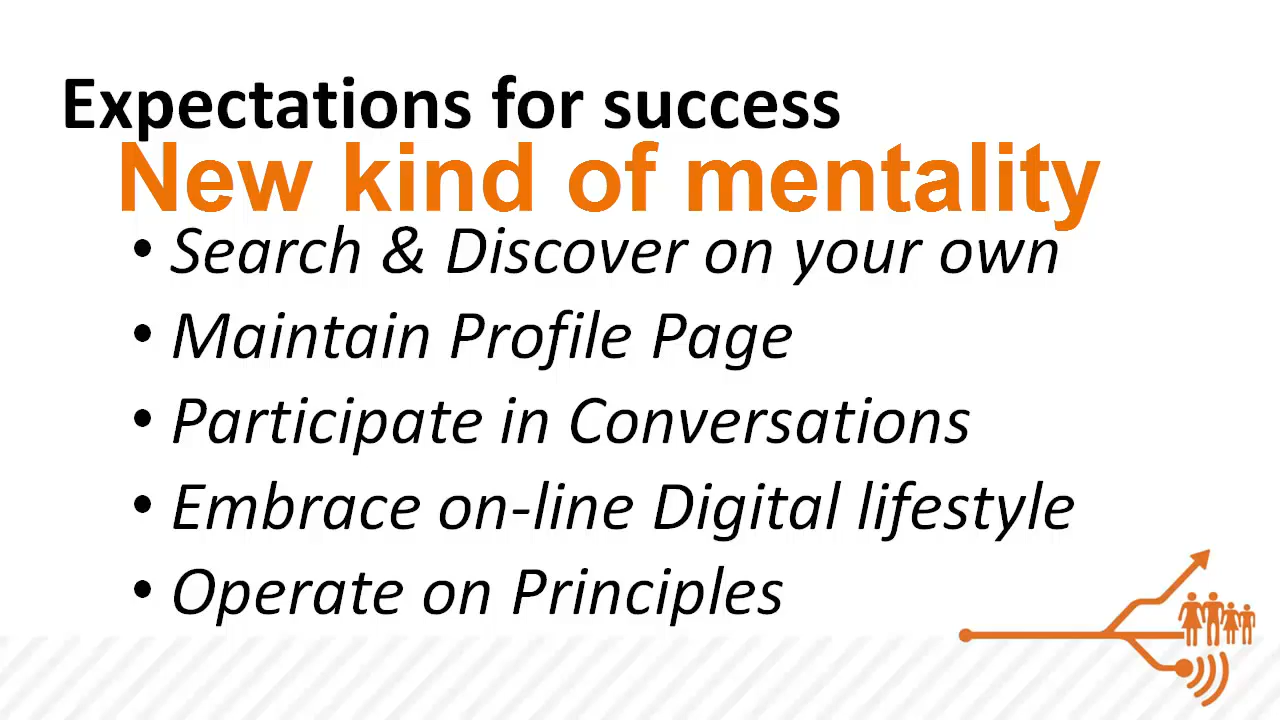 Expectations for success
New kind of mentality
• Search & Discover on your own
• Maintain Profile Page
• Participate in Conversations
• Embrace on-line Digital lifestyle
• Operate on Principles